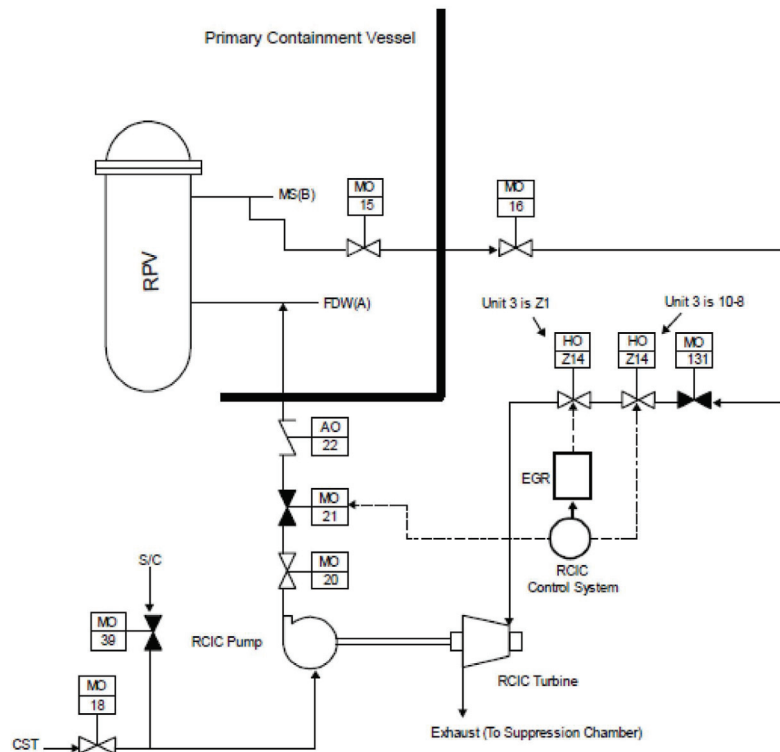 Primary Containment Vessel
RPV
MS(B)
MO
15
MO
16
FDW(A)
Unit 3 is Z1
Unit 3 is 10-8
HO
Z14
HO
Z14
MO
131
AO
22
EGR
MO
21
S/C
RCIC
Control System
MO
20
MO
39
RCIC Pump
RCIC Turbine
MO
18
CST
Exhaust (To Suppression Chamber)